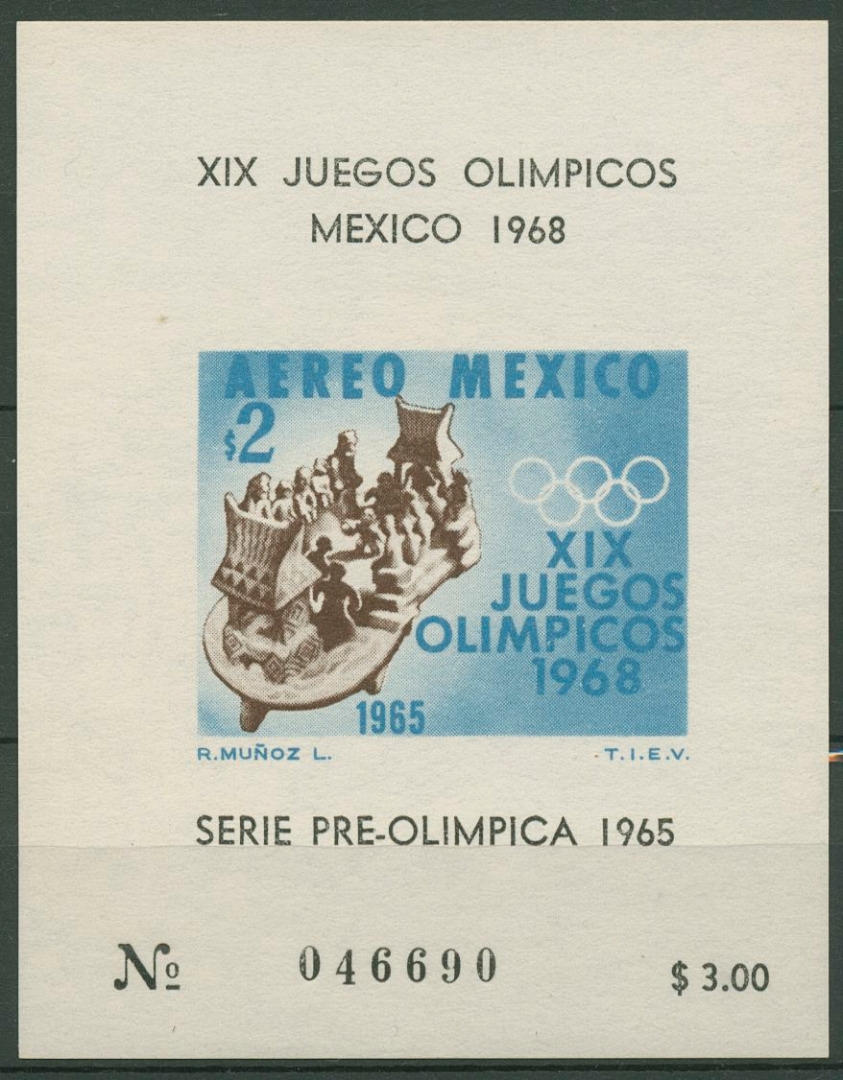 XIX JUEGOS OLIMPICOS
MEXICO 1968
AEREO MEXICO
$2
XIX
JUEGOS
OLIMPICOS
1968
1965
R.MUÑOZ L. T.I.E.V.
SERIE PRE-OLIMPICA 1965
Nº 046690 $ 3.00